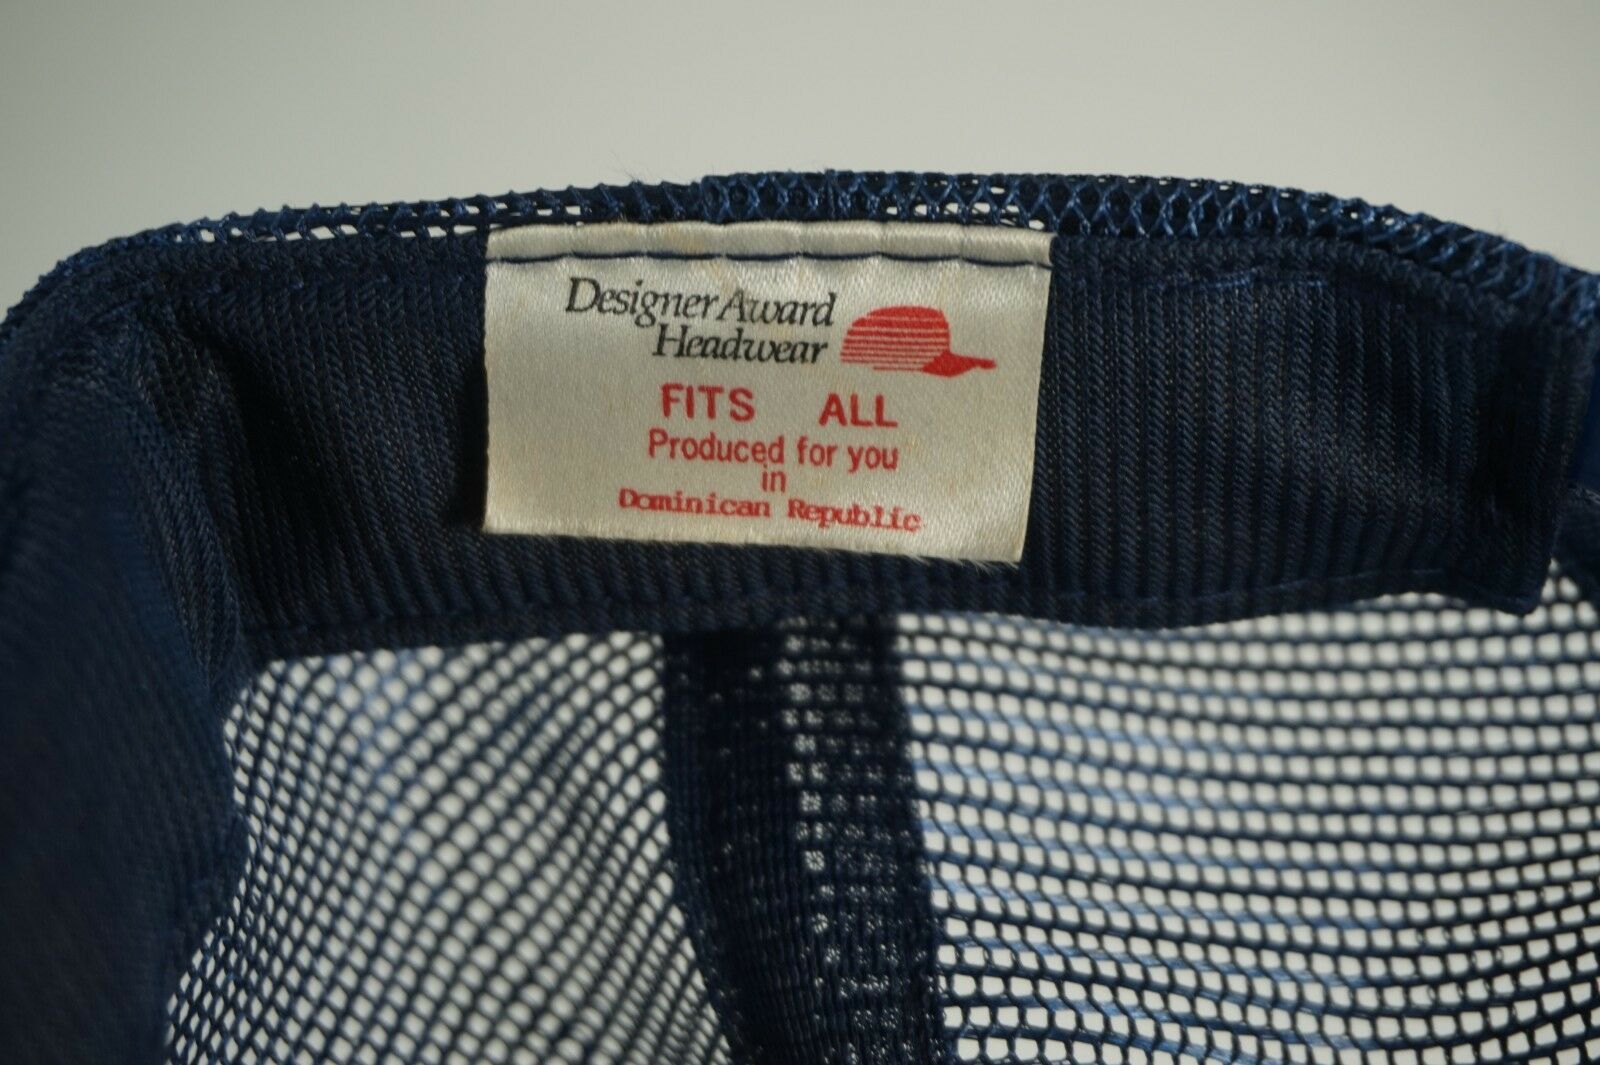 Designer Award
Headwear
FITS ALL
Produced for you
in
Dominican Republic